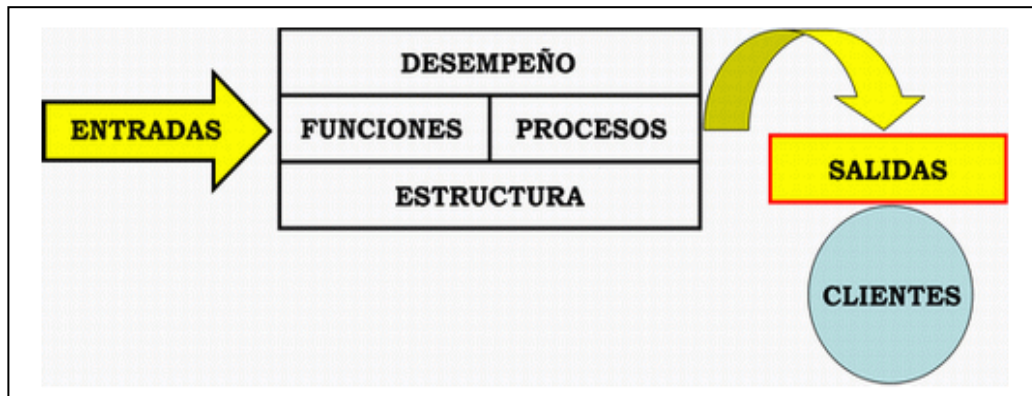 DESEMPEÑO
ENTRADAS
FUNCIONES
PROCESOS
ESTRUCTURA
SALIDAS
CLIENTES